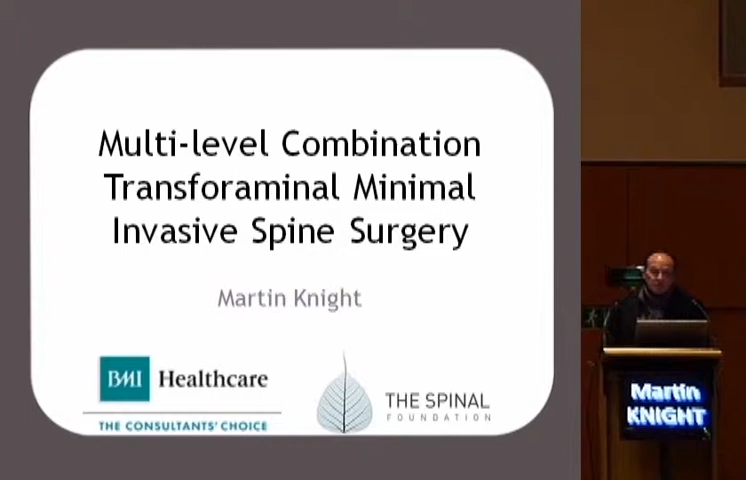 Multi-level Combination
Transforaminal Minimal
Invasive Spine Surgery
Martin Knight
BMI Healthcare
THE CONSULTANTS' CHOICE
THE SPINAL
FOUNDATION
Martin
KNIGHT